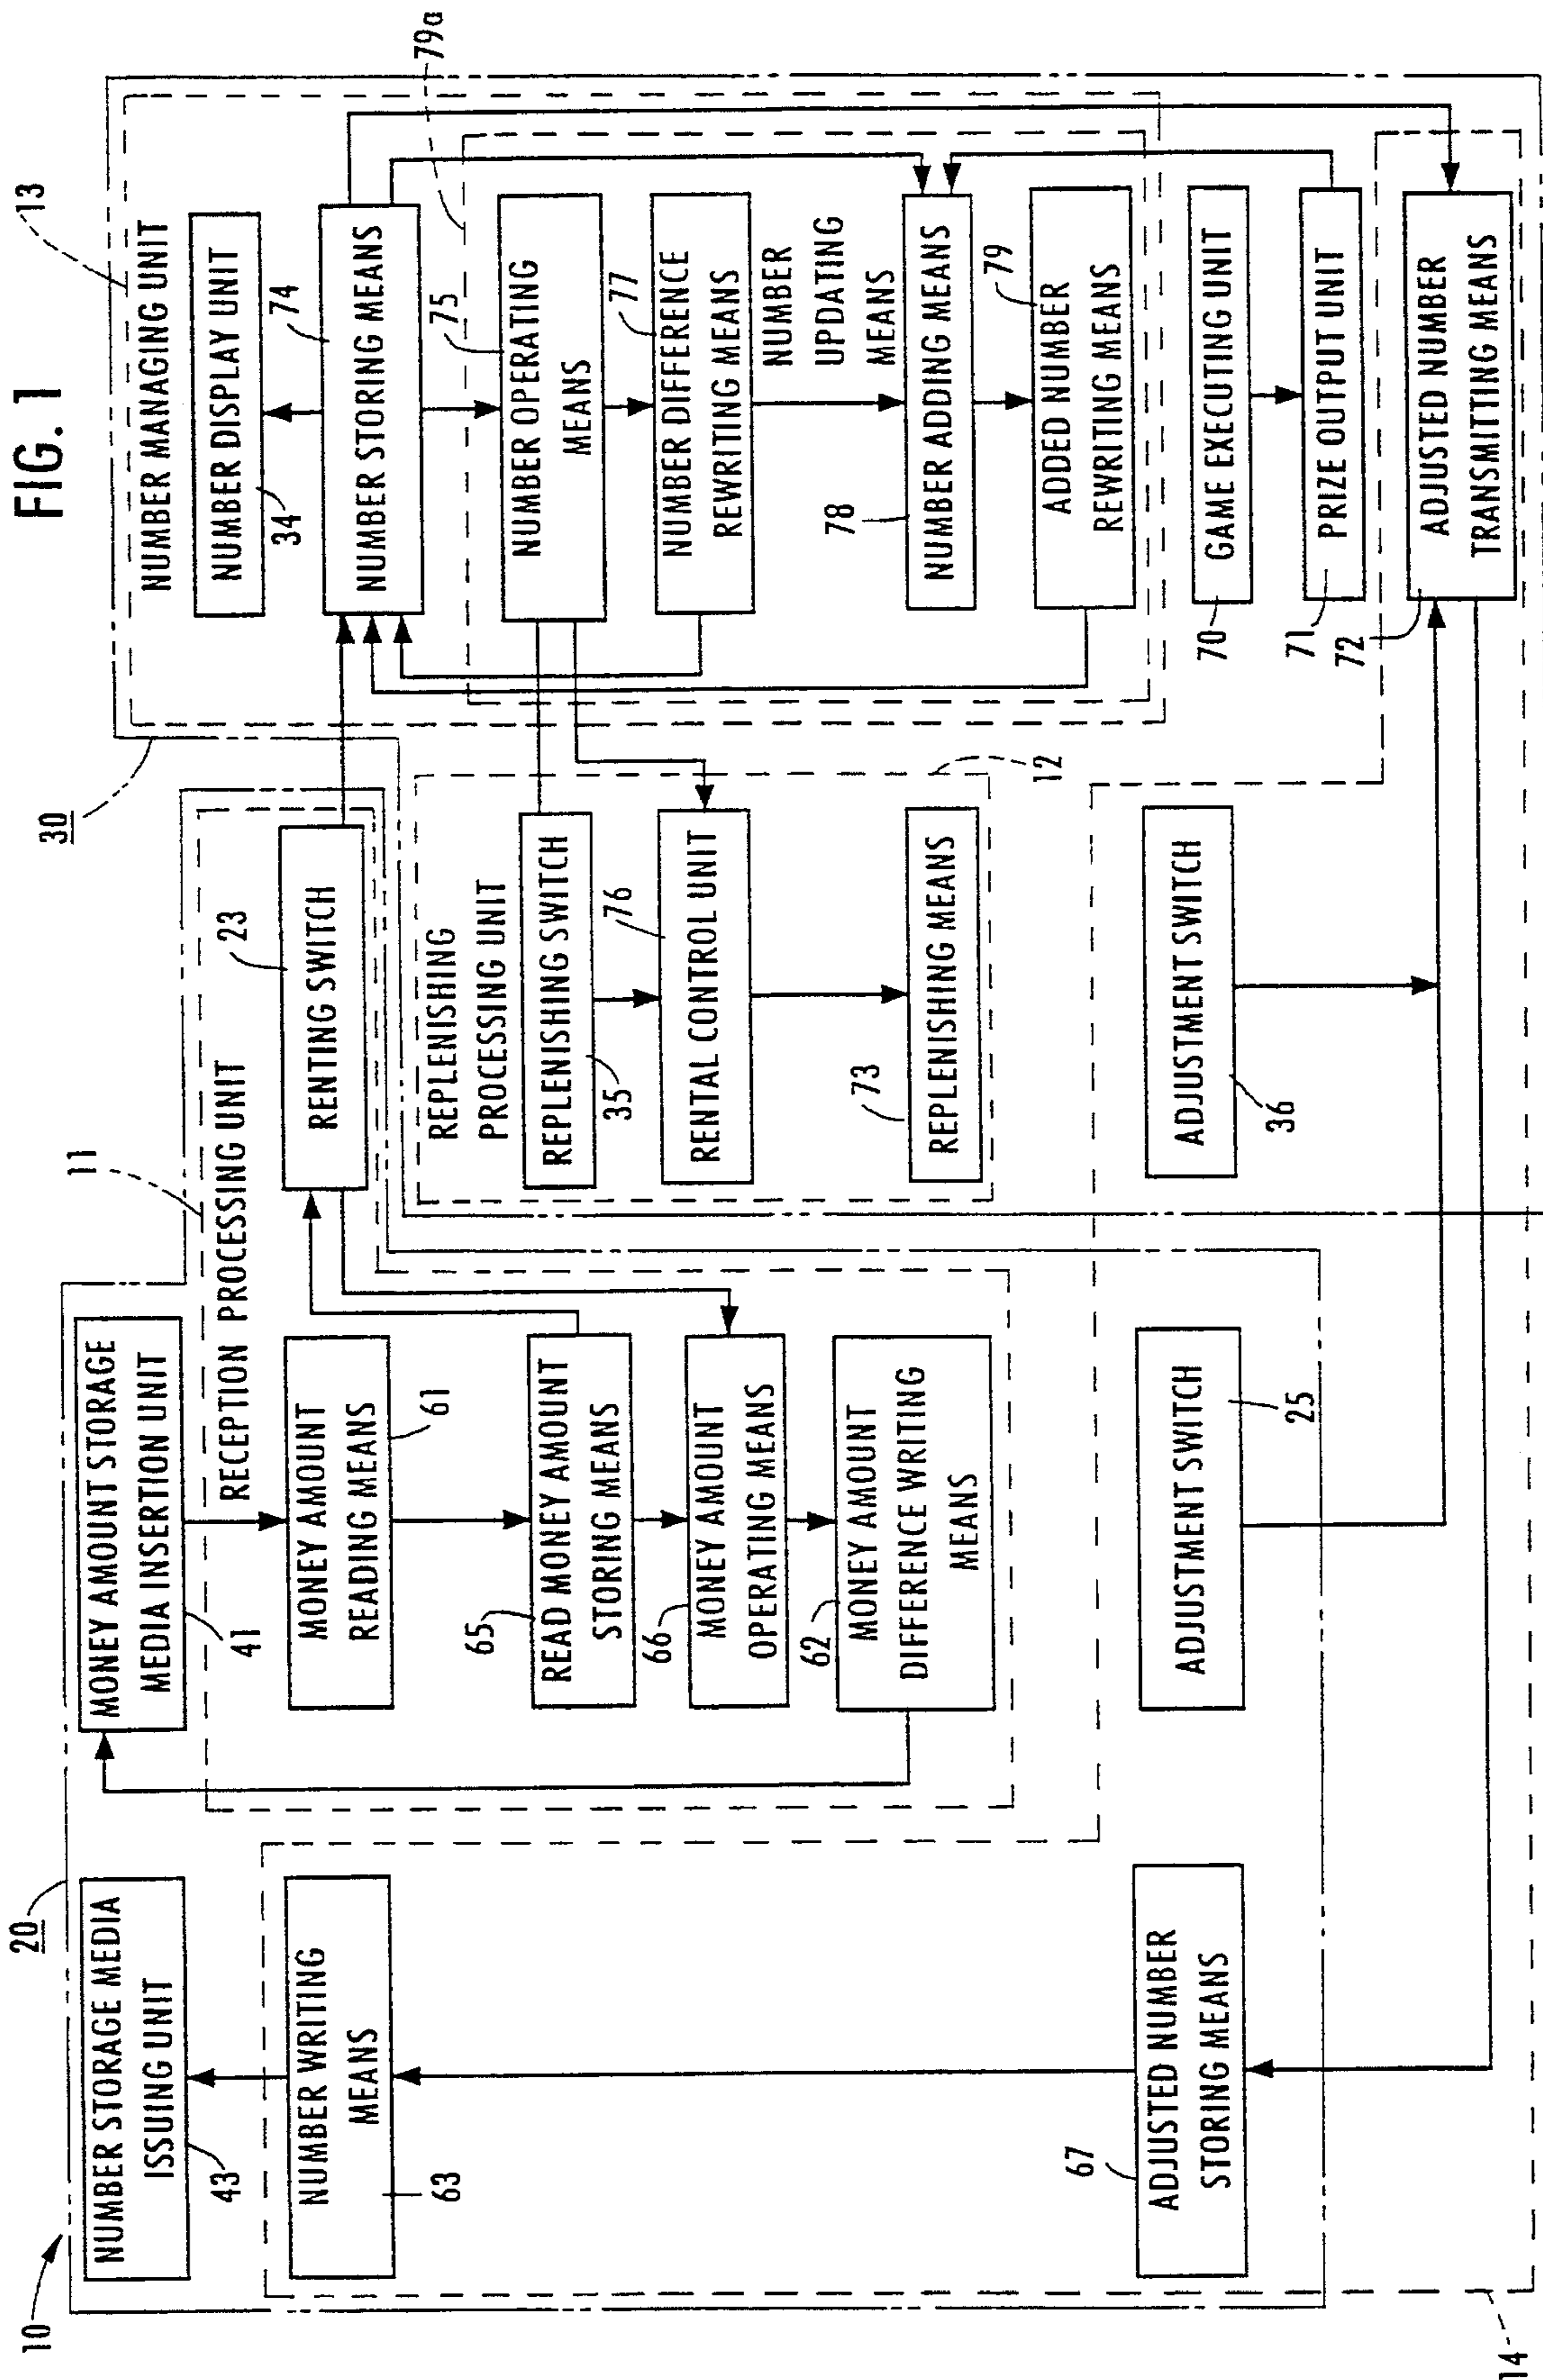 FIG. 1
10
20
NUMBER STORAGE MEDIA
ISSUING UNIT
43
NUMBER WRITING
MEANS
63
67
ADJUSTED NUMBER
STORING MEANS
14
MONEY AMOUNT STORAGE
MEDIA INSERTION UNIT
41
11
RECEPTION PROCESSING UNIT
MONEY AMOUNT
READING MEANS
61
65
READ MONEY AMOUNT
STORING MEANS
66
MONEY AMOUNT
OPERATING MEANS
62
MONEY AMOUNT
DIFFERENCE WRITING
MEANS
ADJUSTMENT SWITCH
25
23
RENTING SWITCH
30
REPLENISHING
PROCESSING UNIT
REPLENISHING SWITCH
35
76
RENTAL CONTROL UNIT
73
REPLENISHING MEANS
12
ADJUSTMENT SWITCH
36
13
NUMBER MANAGING UNIT
NUMBER DISPLAY UNIT
34
74
NUMBER STORING MEANS
79a
75
NUMBER OPERATING
MEANS
77
NUMBER DIFFERENCE
REWRITING MEANS
NUMBER
UPDATING
MEANS
78
NUMBER ADDING MEANS
79
ADDED NUMBER
REWRITING MEANS
70
GAME EXECUTING UNIT
71
PRIZE OUTPUT UNIT
72
ADJUSTED NUMBER
TRANSMITTING MEANS